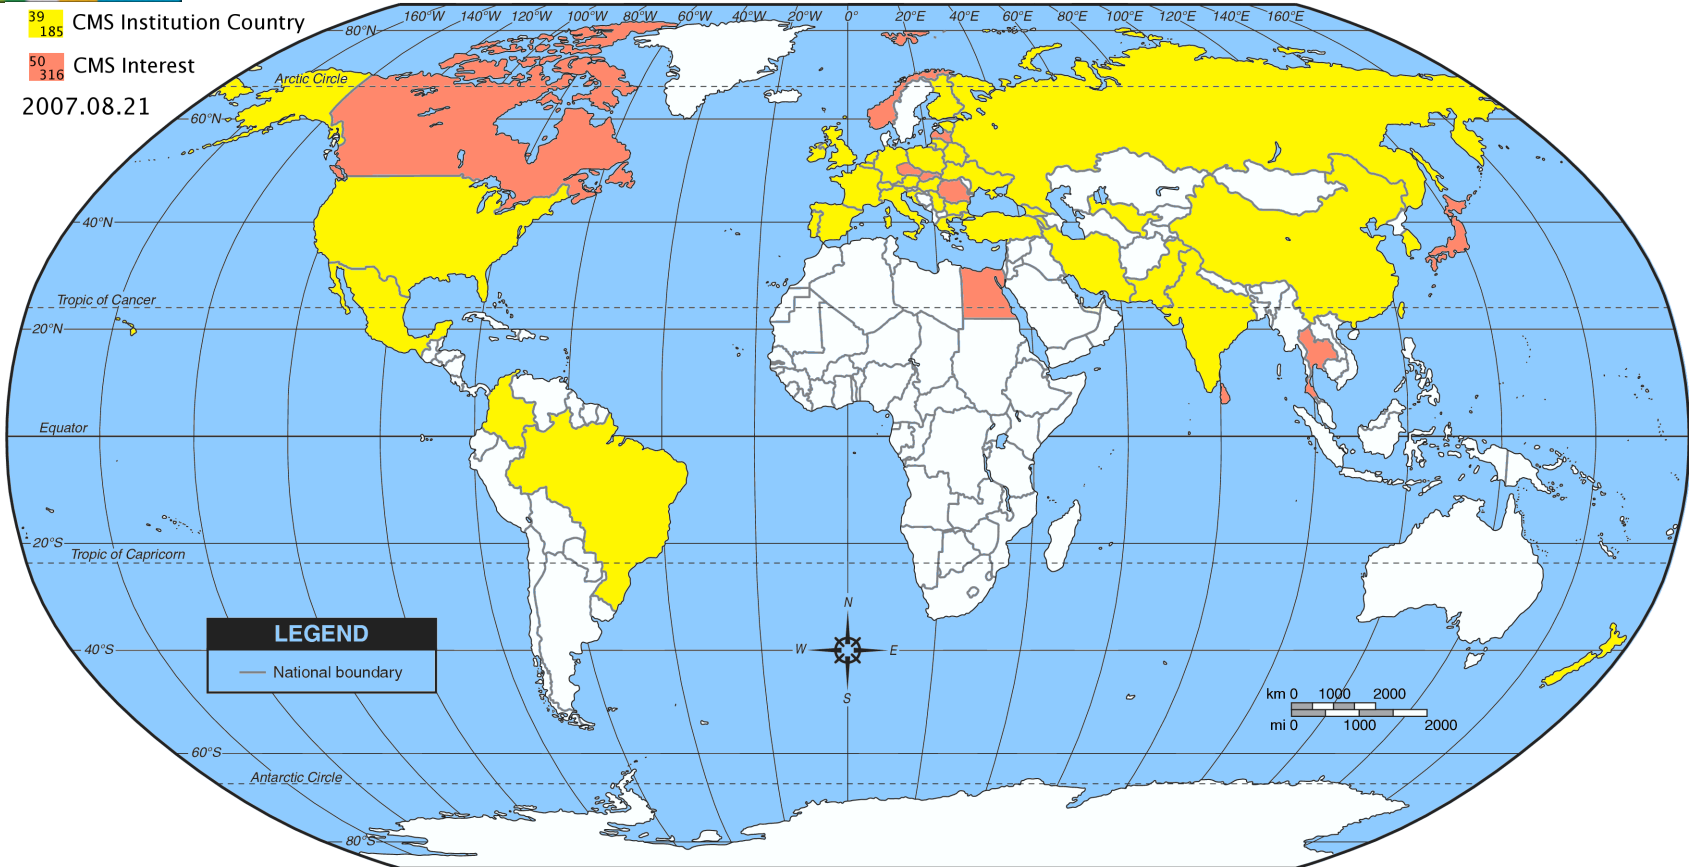 39
185 CMS Institution Country
50
316 CMS Interest
2007.08.21
160°W 140°W 120°W 100°W 80°W 60°W 40°W 20°W 0° 20°E 40°E 60°E 80°E 100°E 120°E 140°E 160°E
80°N
Arctic Circle
60°N
40°N
Tropic of Cancer
20°N
Equator
20°S
Tropic of Capricorn
N
W E
S
LEGEND
National boundary
40°S
km 0 1000 2000
mi 0 1000 2000
60°S
Antarctic Circle
80°S